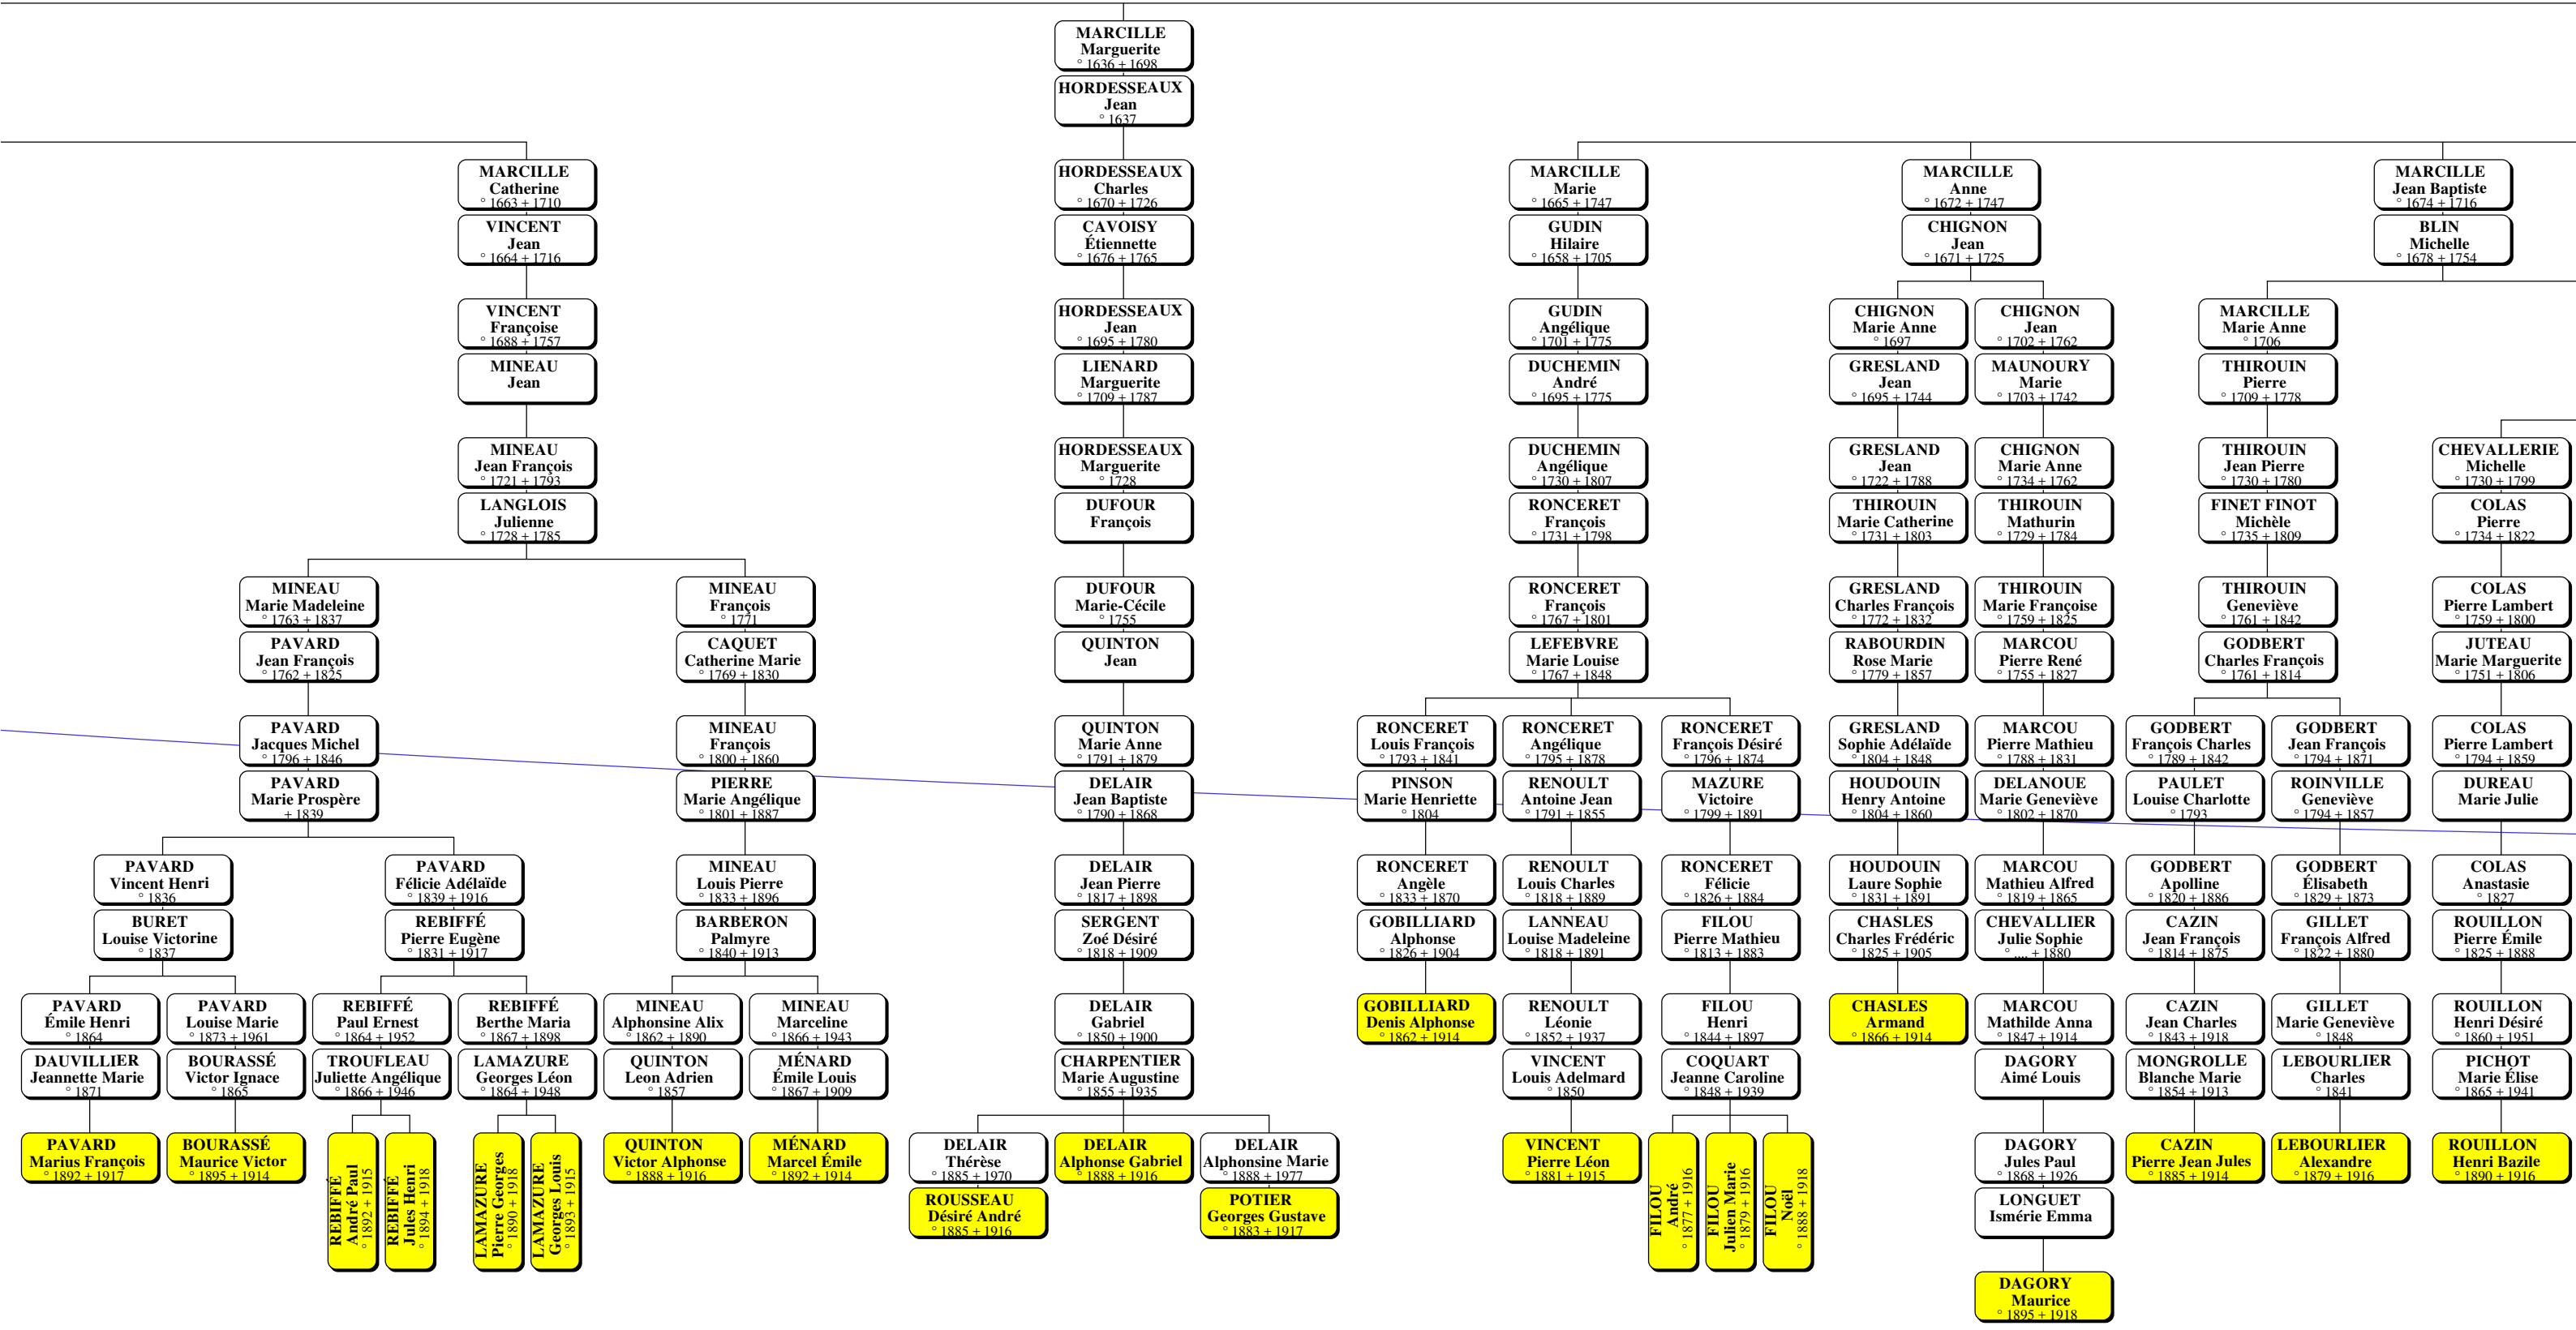 MARCILLE
Marguerite
° 1636 + 1698
HORDESSEAUX
Jean
° 1637
MARCILLE
Catherine
° 1663 + 1710
VINCENT
Jean
° 1664 + 1716
HORDESSEAUX
Charles
° 1670 + 1726
CAVOISY
Étiennette
° 1676 + 1765
MARCILLE
Marie
° 1665 + 1747
GUDIN
Hilaire
° 1658 + 1705
MARCILLE
Anne
° 1672 + 1747
CHIGNON
Jean
° 1671 + 1725
MARCILLE
Jean Baptiste
° 1674 + 1716
BLIN
Michelle
° 1678 + 1754
VINCENT
Françoise
° 1688 + 1757
MINEAU
Jean
HORDESSEAUX
Jean
° 1695 + 1780
LIENARD
Marguerite
° 1709 + 1787
GUDIN
Angélique
° 1701 + 1775
DUCHEMIN
André
° 1695 + 1775
CHIGNON
Marie Anne
° 1697
GRESLAND
Jean
° 1695 + 1744
CHIGNON
Jean
° 1702 + 1762
MAUNOURY
Marie
° 1703 + 1742
MARCILLE
Marie Anne
° 1706
THIROUIN
Pierre
° 1709 + 1778
MINEAU
Jean François
° 1721 + 1793
LANGLOIS
Julienne
° 1728 + 1785
HORDESSEAUX
Marguerite
° 1728
DUFOUR
François
DUCHEMIN
Angélique
° 1730 + 1807
RONCERET
François
° 1731 + 1798
GRESLAND
Jean
° 1722 + 1788
THIROUIN
Marie Catherine
° 1731 + 1803
CHIGNON
Marie Anne
° 1734 + 1762
THIROUIN
Mathurin
° 1729 + 1784
THIROUIN
Jean Pierre
° 1730 + 1780
FINET FINOT
Michèle
° 1735 + 1809
CHEVALLERIE
Michelle
° 1730 + 1799
COLAS
Pierre
° 1734 + 1822
MINEAU
Marie Madeleine
° 1763 + 1837
PAVARD
Jean François
° 1762 + 1825
MINEAU
François
° 1771
CAQUET
Catherine Marie
° 1769 + 1830
DUFOUR
Marie-Cécile
° 1755
QUINTON
Jean
RONCERET
François
° 1767 + 1801
LEFEBVRE
Marie Louise
° 1767 + 1848
GRESLAND
Charles François
° 1772 + 1832
RABOURDIN
Rose Marie
° 1779 + 1857
THIROUIN
Marie Françoise
° 1759 + 1825
MARCOU
Pierre René
° 1755 + 1827
THIROUIN
Geneviève
° 1761 + 1842
GODBERT
Charles François
° 1761 + 1814
COLAS
Pierre Lambert
° 1759 + 1800
JUTEAU
Marie Marguerite
° 1751 + 1806
PAVARD
Jacques Michel
° 1796 + 1846
PAVARD
Marie Prospère
+ 1839
MINEAU
François
° 1800 + 1860
PIERRE
Marie Angélique
° 1801 + 1887
QUINTON
Marie Anne
° 1791 + 1879
DELAIR
Jean Baptiste
° 1790 + 1868
RONCERET
Louis François
° 1793 + 1841
PINSON
Marie Henriette
° 1804
RONCERET
Angélique
° 1795 + 1878
RENOULT
Antoine Jean
° 1791 + 1855
RONCERET
François Désiré
° 1796 + 1874
MAZURE
Victoire
° 1799 + 1891
GRESLAND
Sophie Adélaïde
° 1804 + 1848
HOUDOUIN
Henry Antoine
° 1804 + 1860
MARCOU
Pierre Mathieu
° 1788 + 1831
DELANOUE
Marie Geneviève
° 1802 + 1870
GODBERT
François Charles
° 1789 + 1842
PAULET
Louise Charlotte
° 1793
GODBERT
Jean François
° 1794 + 1871
ROINVILLE
Geneviève
° 1794 + 1857
COLAS
Pierre Lambert
° 1794 + 1859
DUREAU
Marie Julie
PAVARD
Vincent Henri
° 1836
BURET
Louise Victorine
° 1837
PAVARD
Félicie Adélaïde
° 1839 + 1916
REBIFFÉ
Pierre Eugène
° 1831 + 1917
MINEAU
Louis Pierre
° 1833 + 1896
BARBERON
Palmyre
° 1840 + 1913
DELAIR
Jean Pierre
° 1817 + 1898
SERGENT
Zoé Désiré
° 1818 + 1909
RONCERET
Angèle
° 1833 + 1870
GOBILLIARD
Alphonse
° 1826 + 1904
RENOULT
Louis Charles
° 1818 + 1889
LANNEAU
Louise Madeleine
° 1818 + 1891
RONCERET
Félicie
° 1826 + 1884
FILOU
Pierre Mathieu
° 1813 + 1883
HOUDOUIN
Laure Sophie
° 1831 + 1891
CHASLES
Charles Frédéric
° 1825 + 1905
MARCOU
Mathieu Alfred
° 1819 + 1865
CHEVALLIER
Julie Sophie
° .... + 1880
GODBERT
Apolline
° 1820 + 1886
CAZIN
Jean François
° 1814 + 1875
GODBERT
Élisabeth
° 1829 + 1873
GILLET
François Alfred
° 1822 + 1880
COLAS
Anastasie
° 1827
ROUILLON
Pierre Émile
° 1825 + 1888
PAVARD
Émile Henri
° 1864
DAUVILLIER
Jeannette Marie
° 1871
PAVARD
Louise Marie
° 1873 + 1961
BOURASSÉ
Victor Ignace
° 1865
REBIFFÉ
Paul Ernest
° 1864 + 1952
TROUFLEAU
Juliette Angélique
° 1866 + 1946
REBIFFÉ
Berthe Maria
° 1867 + 1898
LAMAZURE
Georges Léon
° 1864 + 1948
MINEAU
Alphonsine Alix
° 1862 + 1890
QUINTON
Leon Adrien
° 1857
MINEAU
Marceline
° 1866 + 1943
MÉNARD
Émile Louis
° 1867 + 1909
DELAIR
Gabriel
° 1850 + 1900
CHARPENTIER
Marie Augustine
° 1855 + 1935
GOBILLIARD
Denis Alphonse
° 1862 + 1914
RENOULT
Léonie
° 1852 + 1937
VINCENT
Louis Adelmard
° 1850
FILOU
Henri
° 1844 + 1897
COQUART
Jeanne Caroline
° 1848 + 1939
CHASLES
Armand
° 1866 + 1914
MARCOU
Mathilde Anna
° 1847 + 1914
DAGORY
Aimé Louis
CAZIN
Jean Charles
° 1843 + 1918
MONGROLLE
Blanche Marie
° 1854 + 1913
GILLET
Marie Geneviève
° 1848
LEBOURLIER
Charles
° 1841
ROUILLON
Henri Désiré
° 1860 + 1951
PICHOT
Marie Élise
° 1865 + 1941
PAVARD
Marius François
° 1892 + 1917
BOURASSÉ
Maurice Victor
° 1895 + 1914
REBIFFÉ
André Paul
° 1892 + 1915
REBIFFÉ
Jules Henri
° 1894 + 1918
LAMAZURE
Pierre Georges
° 1890 + 1918
LAMAZURE
Georges Louis
° 1893 + 1915
QUINTON
Victor Alphonse
° 1888 + 1916
MÉNARD
Marcel Émile
° 1892 + 1914
DELAIR
Thérèse
° 1885 + 1970
ROUSSEAU
Désiré André
° 1885 + 1916
DELAIR
Alphonse Gabriel
° 1888 + 1916
DELAIR
Alphonsine Marie
° 1888 + 1977
POTIER
Georges Gustave
° 1883 + 1917
VINCENT
Pierre Léon
° 1881 + 1915
FILOU
André
° 1877 + 1916
FILOU
Julien Marie
° 1879 + 1916
FILOU
Noël
° 1888 + 1918
DAGORY
Jules Paul
° 1868 + 1926
LONGUET
Ismérie Emma
CAZIN
Pierre Jean Jules
° 1885 + 1914
LEBOURLIER
Alexandre
° 1879 + 1916
ROUILLON
Henri Bazile
° 1890 + 1916
DAGORY
Maurice
° 1895 + 1918